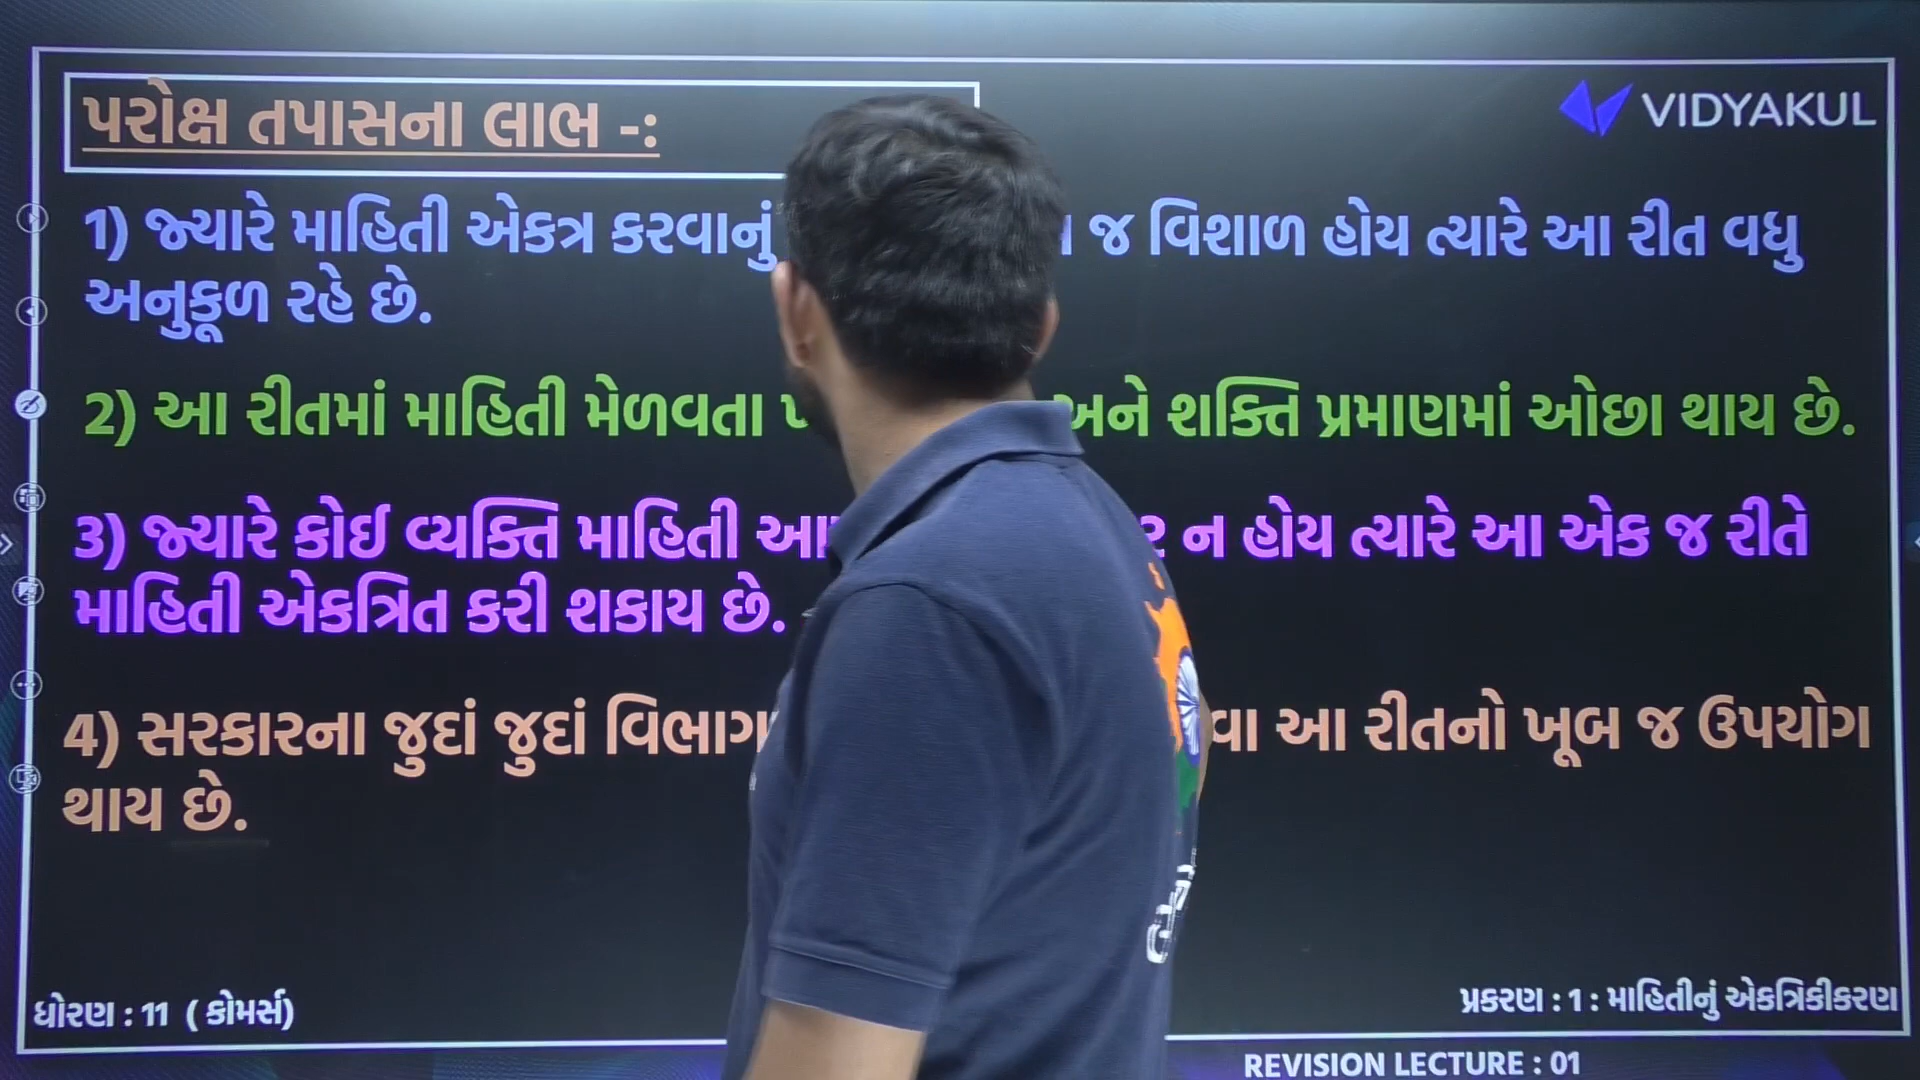 પરોક્ષ તપાસના લાભ -:
VIDYAKUL
1) જ્યારે માહિતી એકત્ર કરવાનું જ વિશાળ હોય ત્યારે આ રીત વધુ
અનુકૂળ રહે છે.
2) આ રીતમાં માહિતી મેળવતા અને શક્તિ પ્રમાણમાં ઓછા થાય છે.
3) જ્યારે કોઈ વ્યક્તિ માહિતી ન હોય ત્યારે આ એક જ રીતે
માહિતી એકત્રિત કરી શકાય છે.
4) સરકારના જુદાં જુદાં આ રીતનો ખૂબ જ ઉપયોગ
થાય છે.
ધોરણ : 11 ( કોમર્સ)
પ્રકરણ : 1 : માહિતીનું એકત્રિકીકરણ
REVISION LECTURE : 01